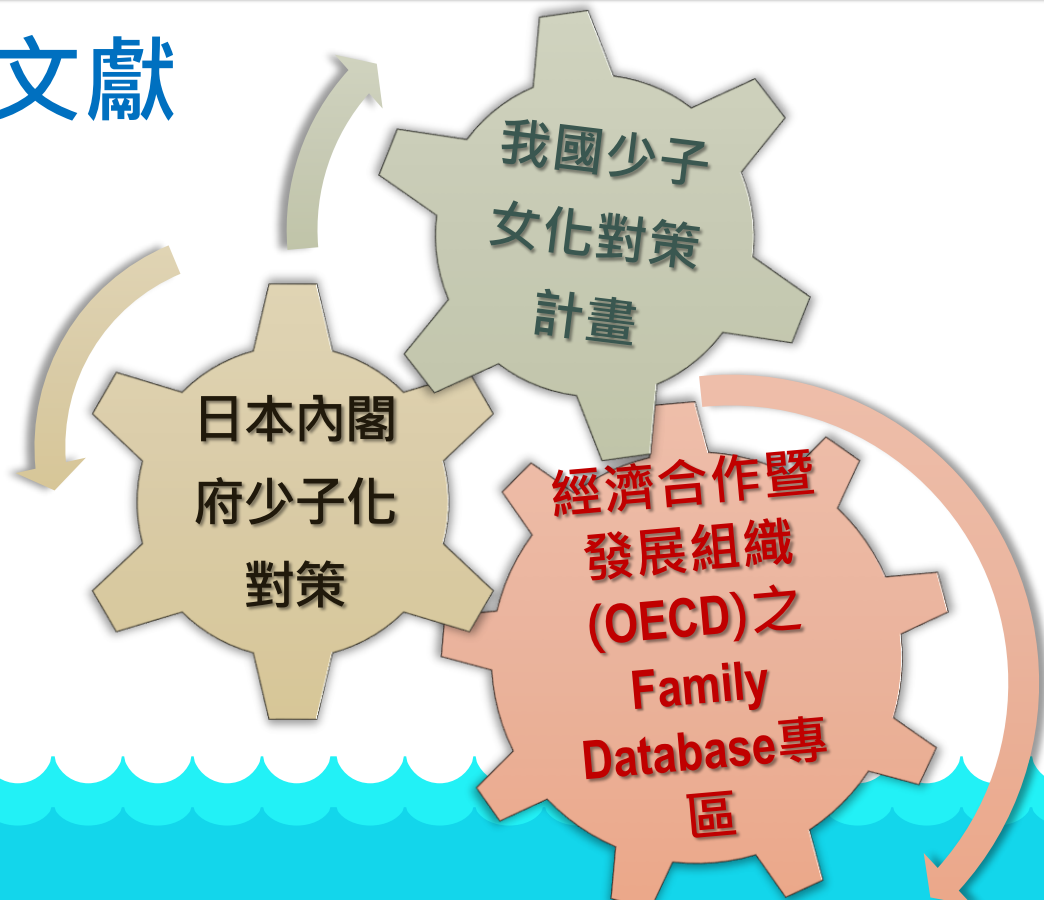 文獻
我國少子
女化對策
計畫
日本內閣
府少子化
對策
經濟合作暨
發展組織
(OECD)之
Family
Database專
區